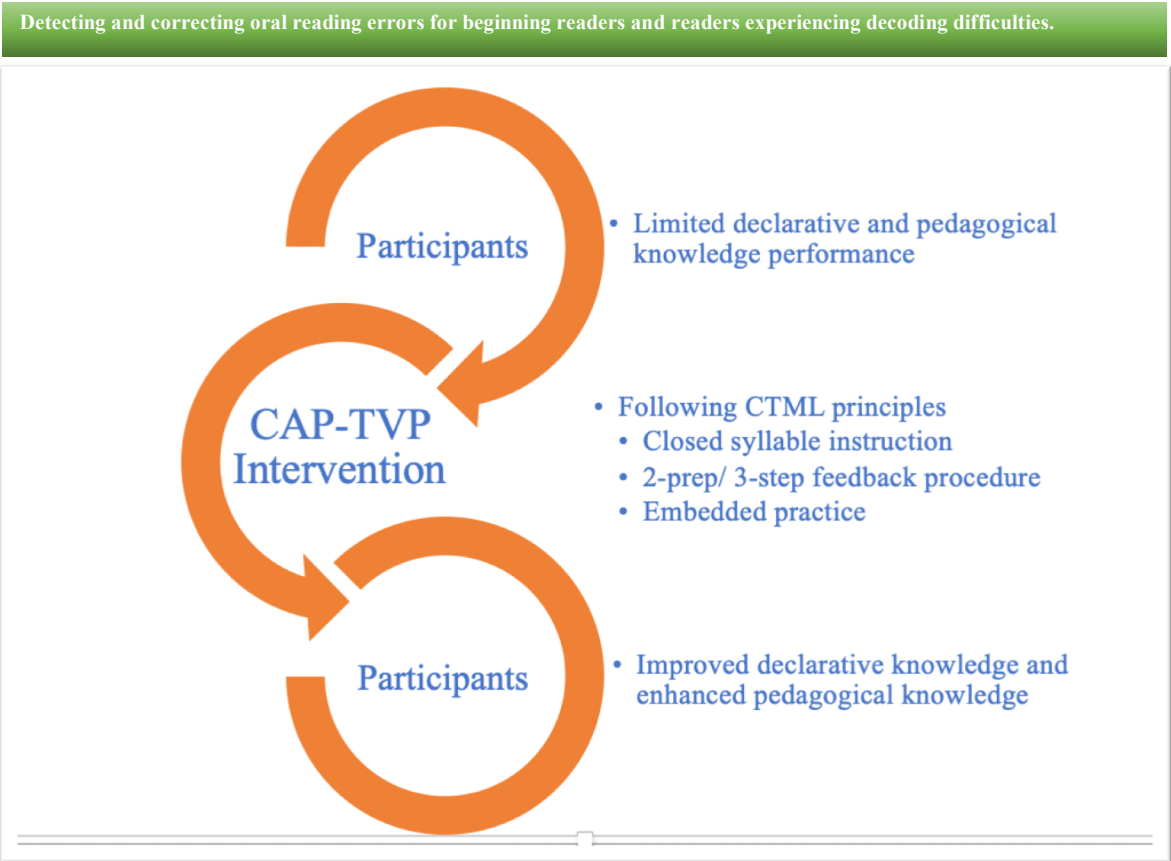 Detecting and correcting oral reading errors for beginning readers and readers experiencing decoding difficulties.
Participants
• Limited declarative and pedagogical
knowledge performance
CAP-TVP
Intervention
• Following CTML principles
• Closed syllable instruction
• 2-prep/ 3-step feedback procedure
• Embedded practice
Participants
• Improved declarative knowledge and
enhanced pedagogical knowledge